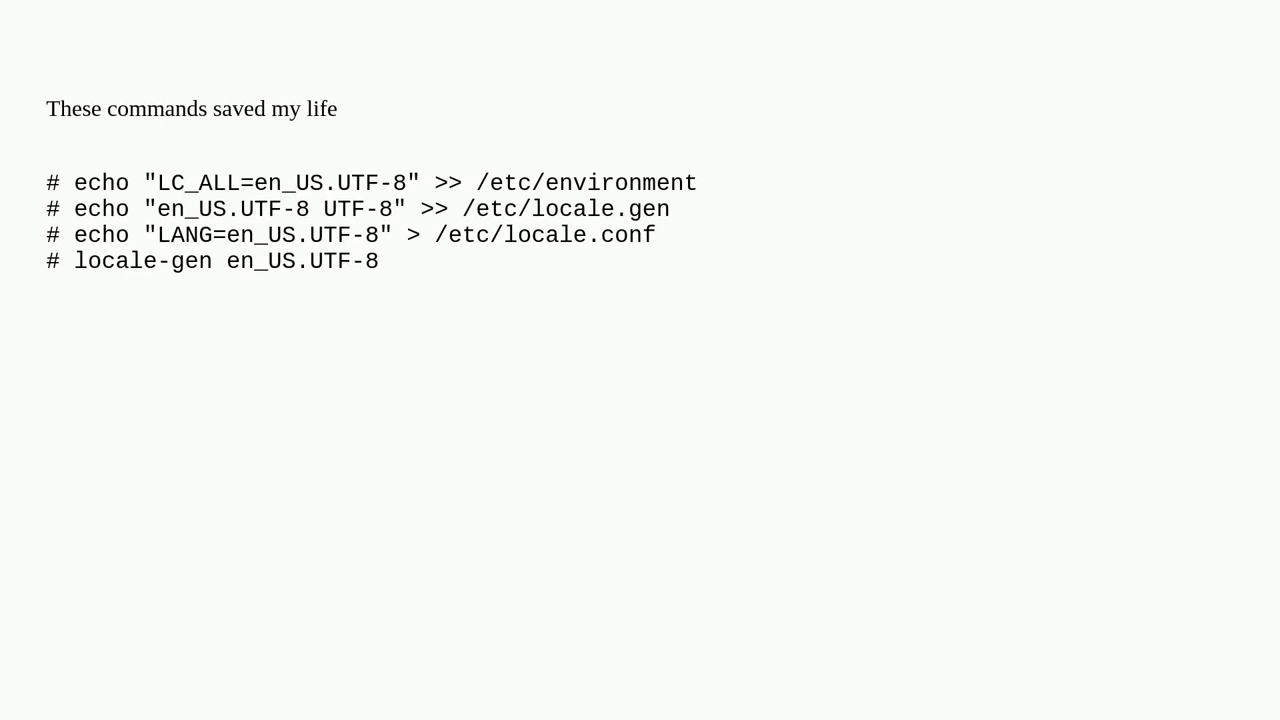 These commands saved my life
# echo "LC_ALL=en_US.UTF-8" >> /etc/environment
# echo "en_US.UTF-8 UTF-8" >> /etc/locale.gen
# echo "LANG=en_US.UTF-8" > /etc/locale.conf
# locale-gen en_US.UTF-8